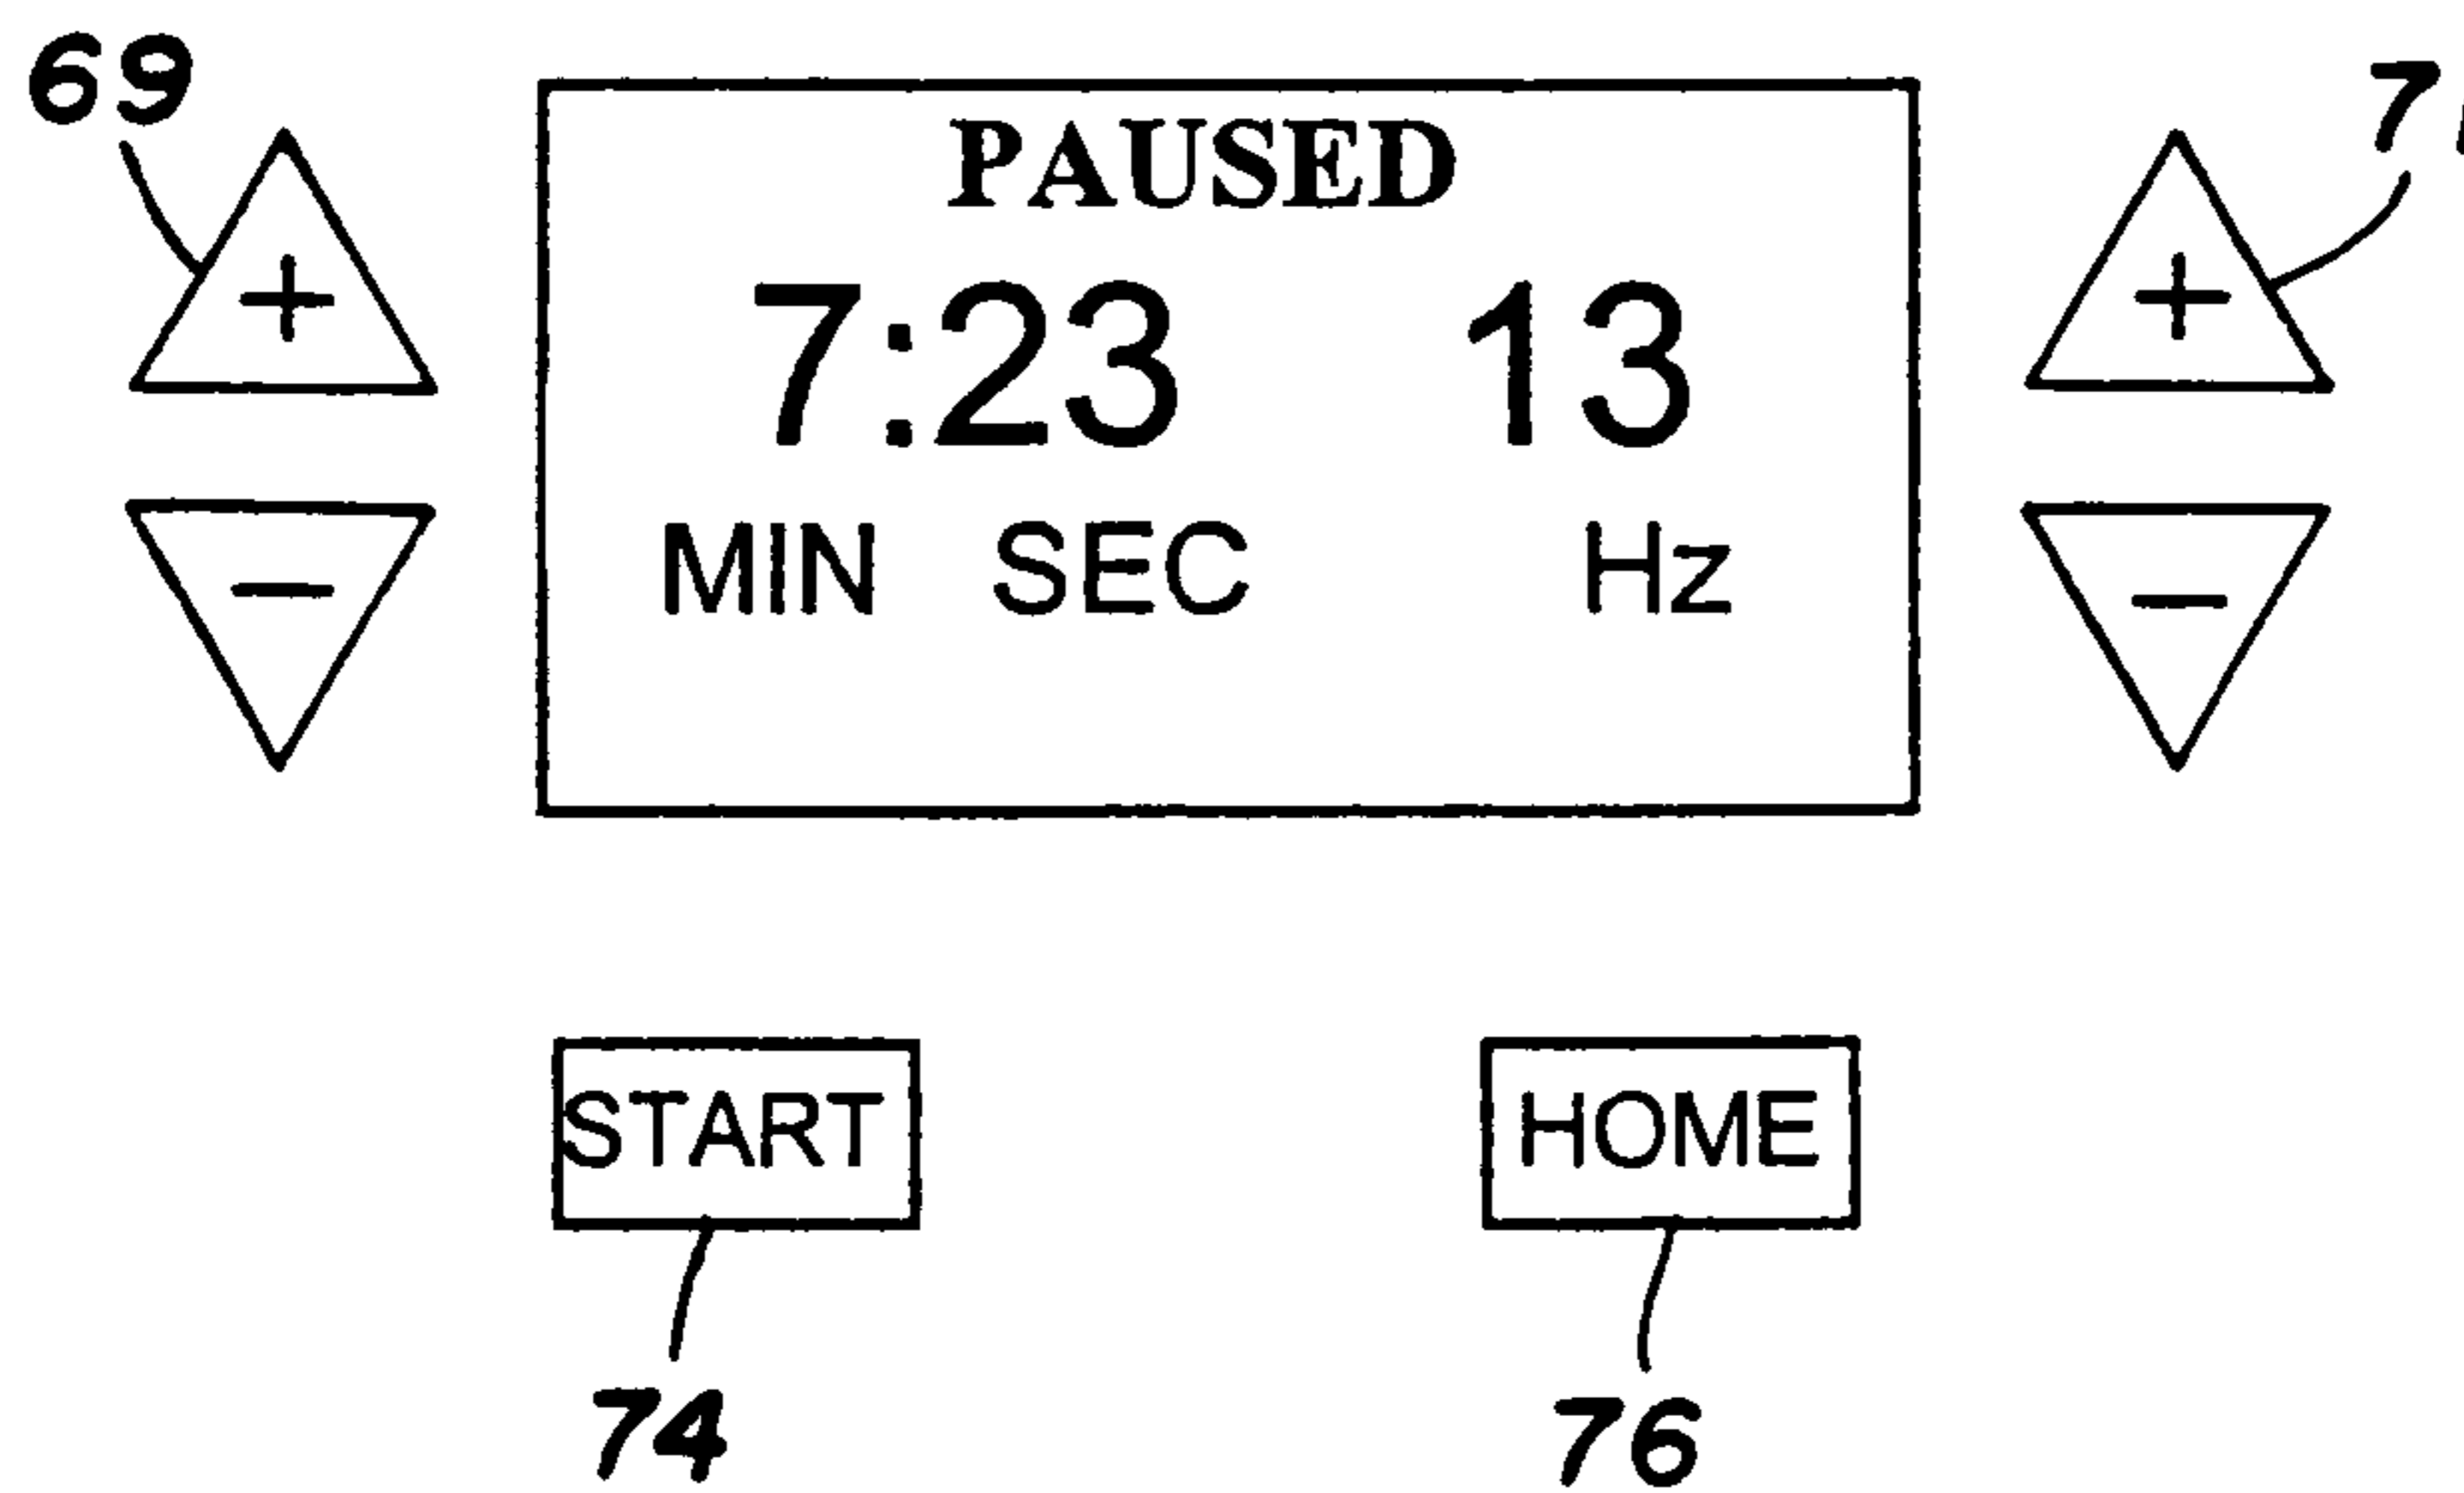 69
PAUSED
+
+
7:23 13
MIN SEC Hz
−
−
START HOME
74 76